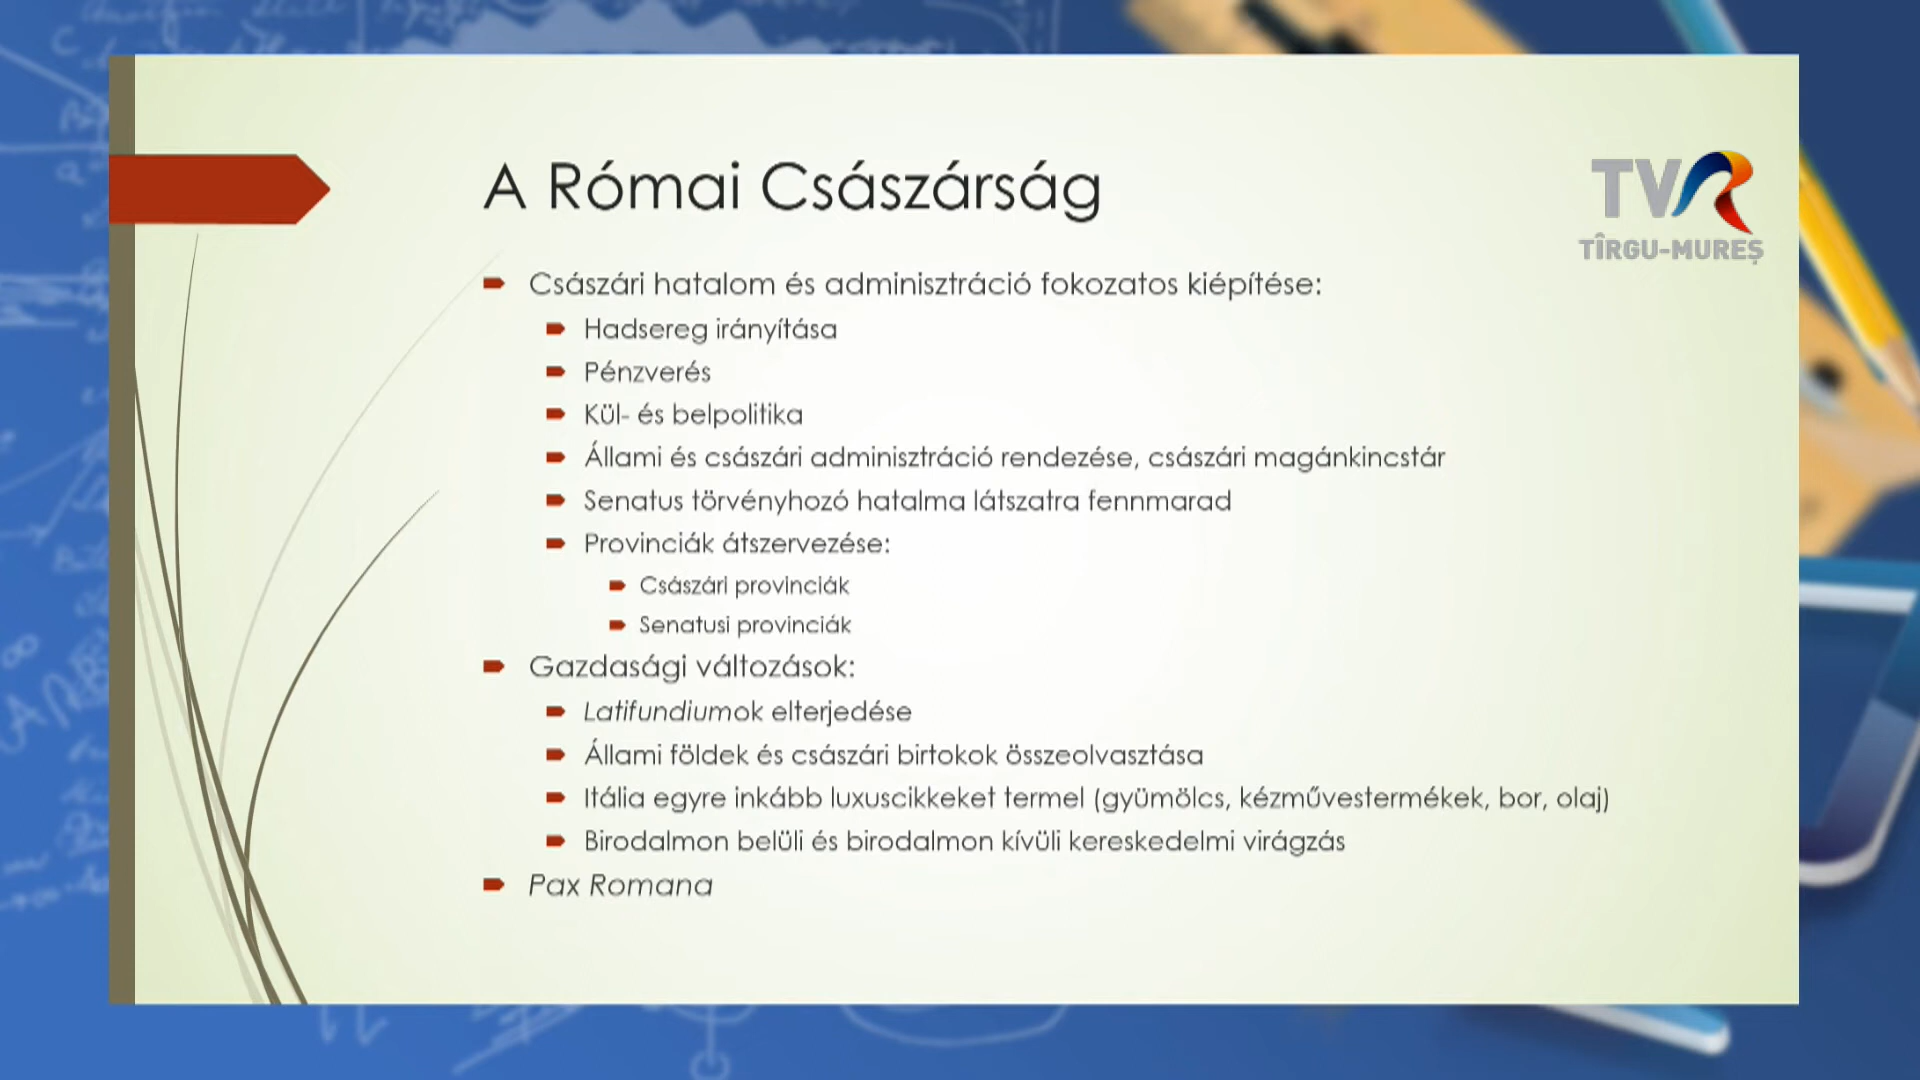 A Római Császárság
TVR
TÎRGU-MUREȘ
Császári hatalom és adminisztráció fokozatos kiépítése:
Hadsereg irányítása
Pénzverés
Kül- és belpolitika
Állami és császári adminisztráció rendezése, császári magánkincstár
Senatus törvényhozó hatalma látszatra fennmarad
Provinciák átszervezése:
Császári provinciák
Senatusi provinciák
Gazdasági változások:
Latifundiumok elterjedése
Állami földek és császári birtokok összeolvasztása
Itália egyre inkább luxuscikkeket termel (gyümölcs, kézművestermékek, bor, olaj)
Birodalmon belüli és birodalmon kívüli kereskedelmi virágzás
Pax Romana